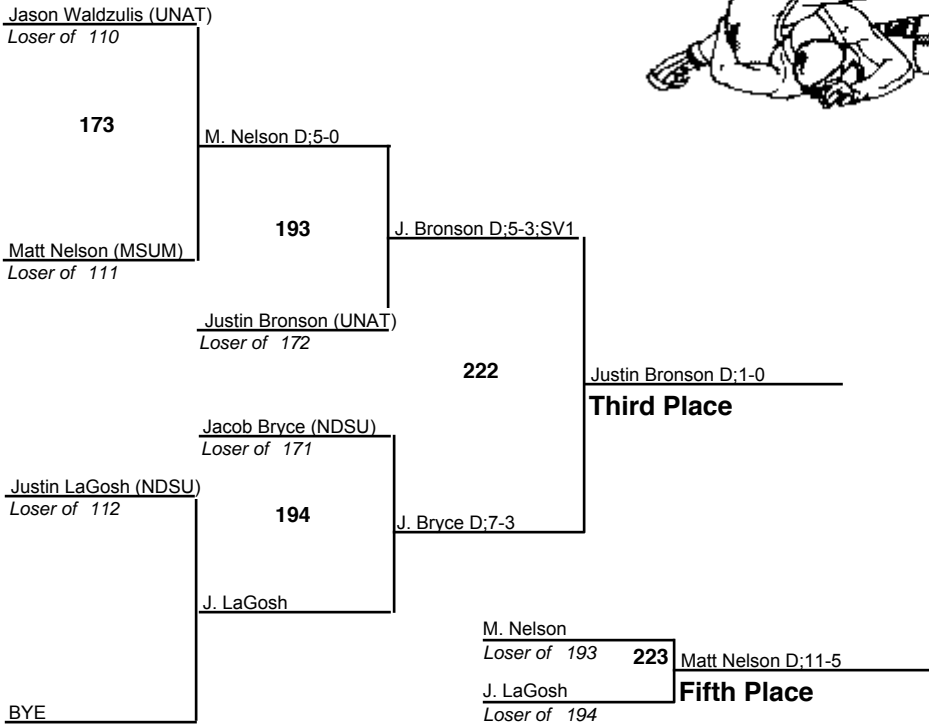 Jason Waldzulis (UNAT)
Loser of 110
173
M. Nelson D;5-0
Matt Nelson (MSUM)
Loser of 111
193
J. Bronson D;5-3;SV1
Justin Bronson (UNAT)
Loser of 172
222
Justin Bronson D;1-0
Third Place
Jacob Bryce (NDSU)
Loser of 171
Justin LaGosh (NDSU)
Loser of 112
194
J. Bryce D;7-3
J. LaGosh
BYE
M. Nelson
Loser of 193
223
Matt Nelson D;11-5
Fifth Place
J. LaGosh
Loser of 194